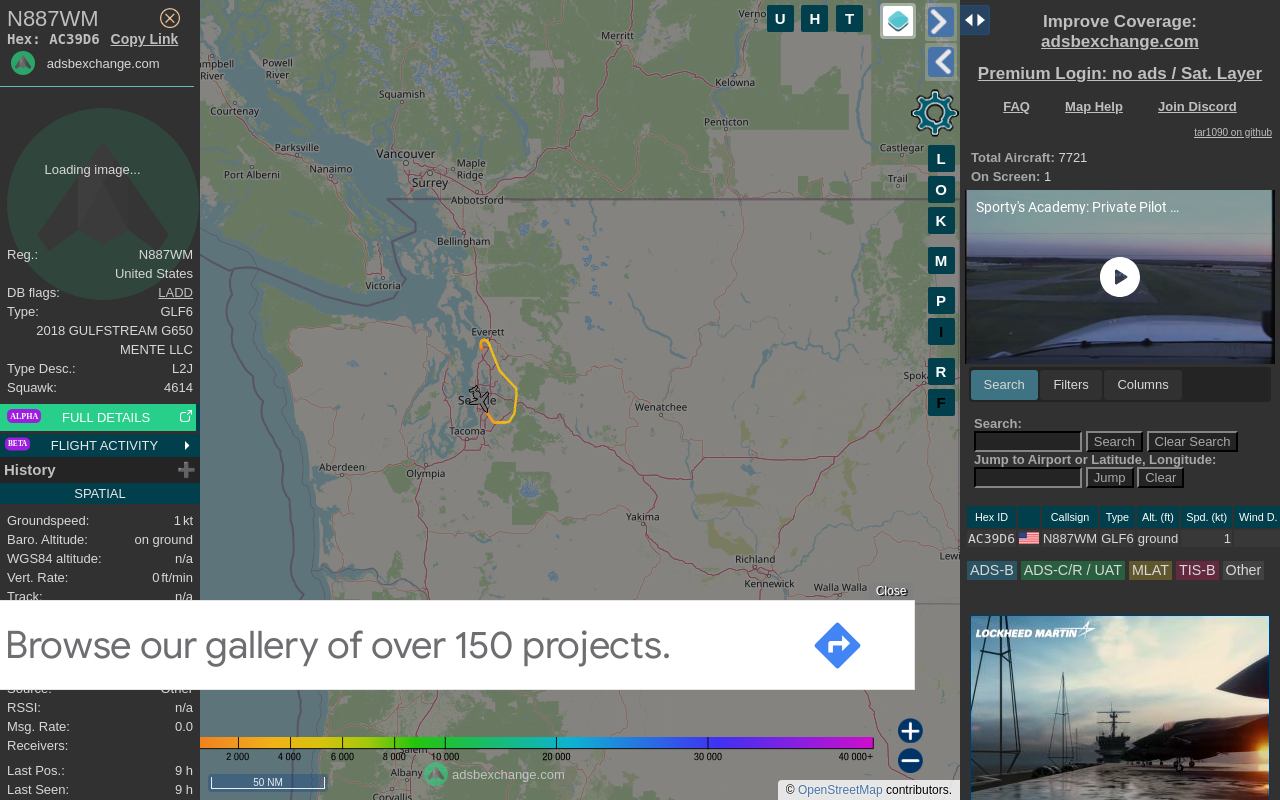 N887WM
Hex: AC39D6 Copy Link
adsbexchange.com
Loading image...
Reg.: N887WM
United States
DB flags: LADD
Type: GLF6
2018 GULFSTREAM G650
MENTE LLC
Type Desc.: L2J
Squawk: 4614
ALPHA FULL DETAILS
BETA FLIGHT ACTIVITY
History
SPATIAL
Groundspeed: 1 kt
Baro. Altitude: on ground
WGS84 altitude: n/a
Vert. Rate: 0 ft/min
Track: n/a
Source: Other
RSSI: n/a
Msg. Rate: 0.0
Receivers:
Last Pos.: 9 h
Last Seen: 9 h
U H T
Merritt
Campbell River
Powell River
Squamish
Kelowna
Courtenay
Penticton
Parksville
Vancouver
Castlegar
Port Alberni
Nanaimo
Maple Ridge
Surrey
Trail
Abbotsford
Bellingham
Victoria
Everett
Wenatchee
Tacoma
Aberdeen
Olympia
Yakima
Richland
Kennewick
Walla Walla
Albany
Corvallis
L
O
K
M
P
I
R
F
Close
Browse our gallery of over 150 projects.
2 000 4 000 6 000 8 000 10 000 20 000 30 000 40 000+
adsbexchange.com
50 NM
© OpenStreetMap contributors.
Improve Coverage:
adsbexchange.com
Premium Login: no ads / Sat. Layer
FAQ Map Help Join Discord
tar1090 on github
Total Aircraft: 7721
On Screen: 1
Sporty's Academy: Private Pilot ...
Search Filters Columns
Search:
Search Clear Search
Jump to Airport or Latitude, Longitude:
Jump Clear
Hex ID Callsign Type Alt. (ft) Spd. (kt) Wind D.
AC39D6 N887WM GLF6 ground 1
ADS-B ADS-C/R / UAT MLAT TIS-B Other
LOCKHEED MARTIN